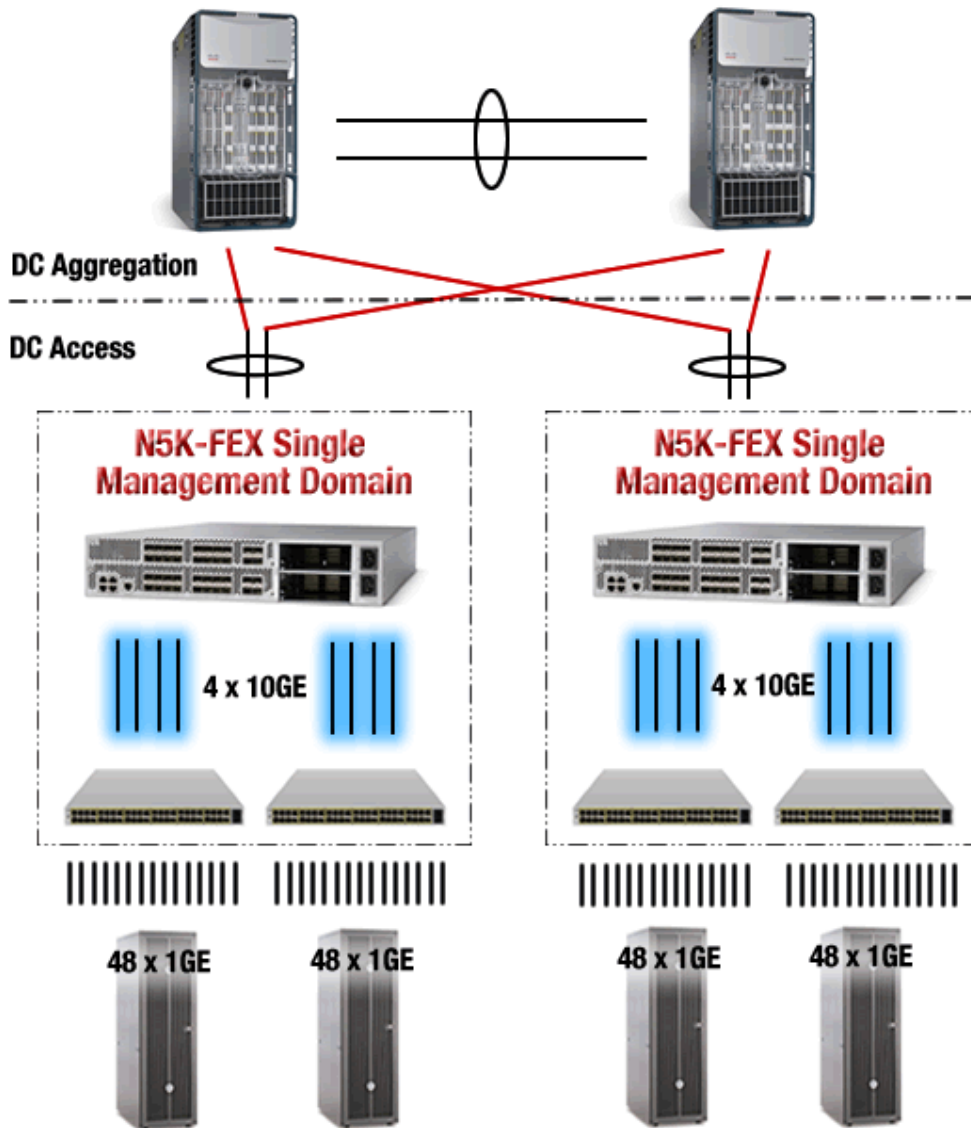 DC Aggregation
DC Access
N5K-FEX Single
Management Domain
N5K-FEX Single
Management Domain
4 x 10GE
4 x 10GE
48 x 1GE
48 x 1GE
48 x 1GE
48 x 1GE